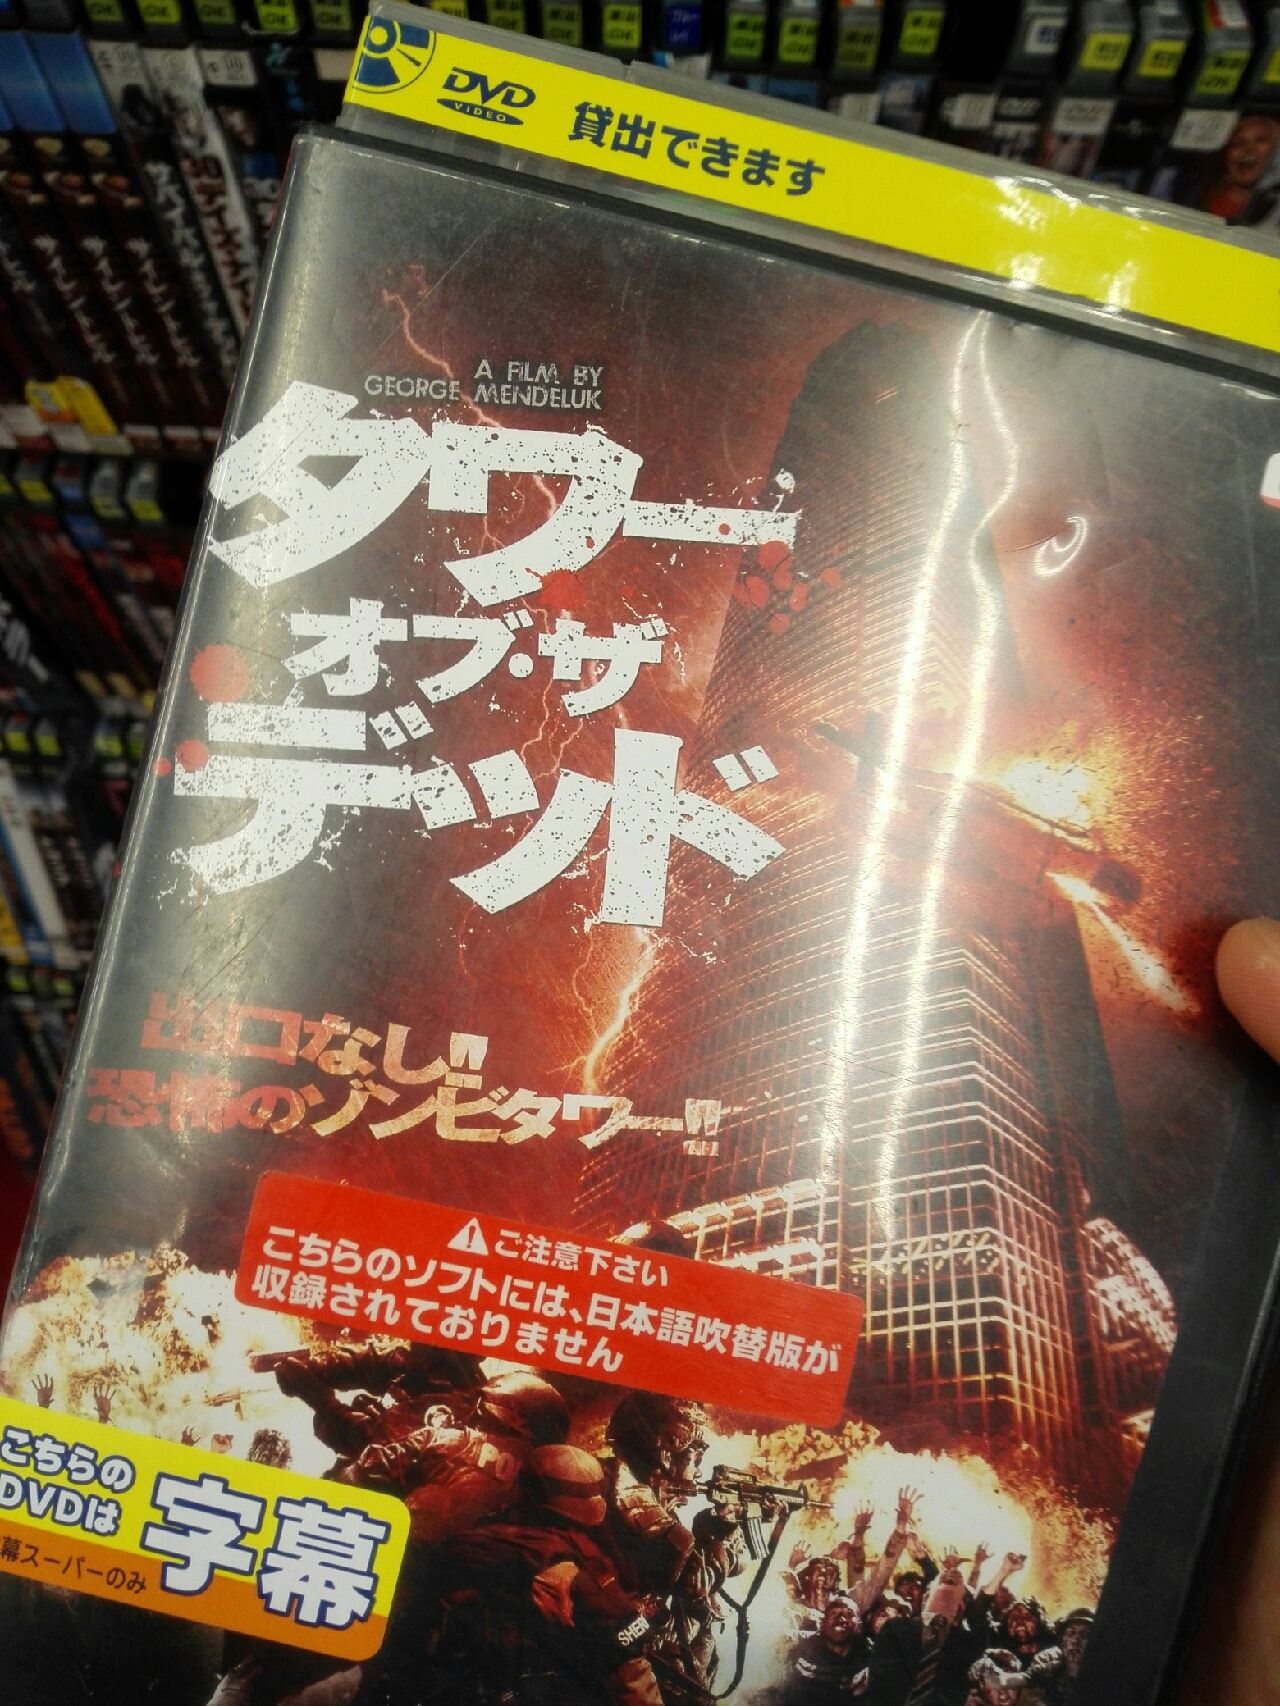 DVD
VIDEO
貸出できます
A FILM BY
GEORGE MENDELUK
タワー
オブ・ザ
デッド
出口なし!!
恐怖のゾンビタワー!!
ご注意下さい
こちらのソフトには、日本語吹替版が
収録されておりません
こちらの
DVDは
字幕
幕スーパーのみ